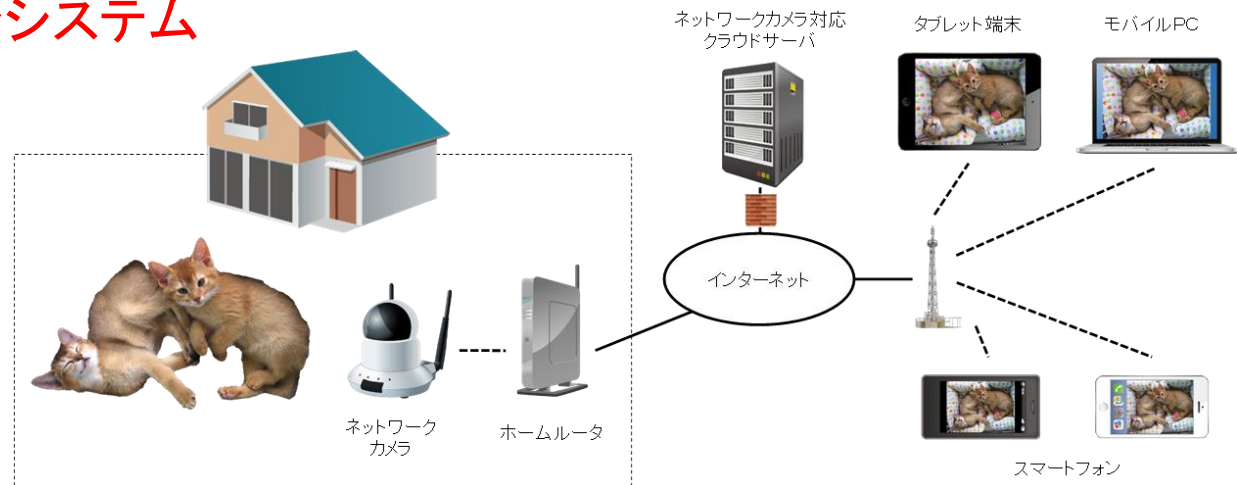 システム
ネットワークカメラ対応
クラウドサーバ
タブレット端末
モバイルPC
インターネット
ネットワーク
カメラ
ホームルータ
スマートフォン